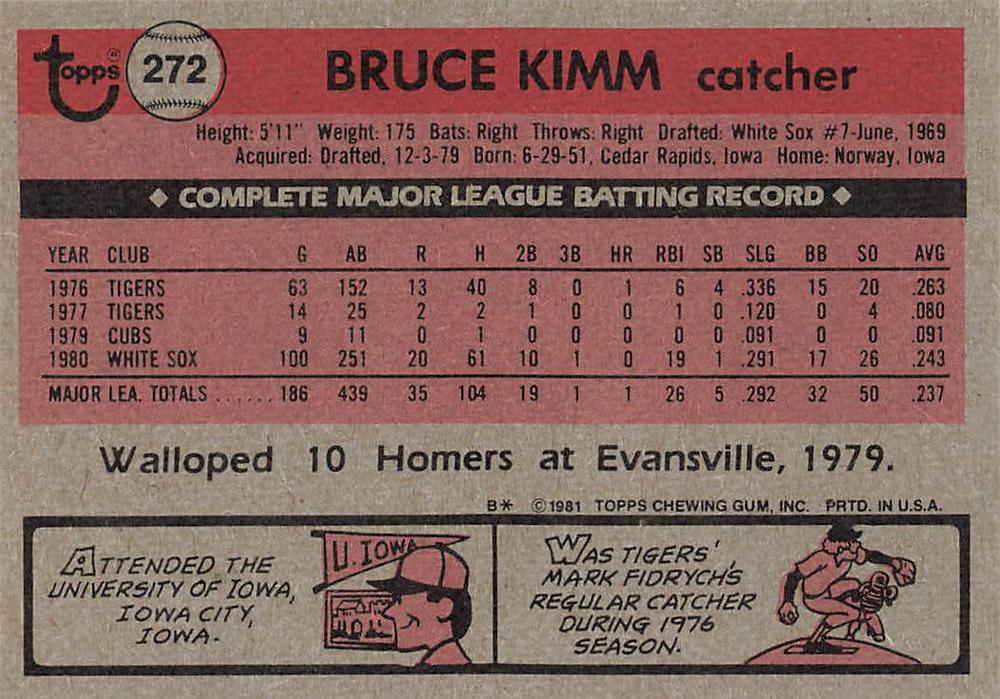 topps® 272 BRUCE KIMM catcher
Height: 5'11" Weight: 175 Bats: Right Throws: Right Drafted: White Sox #7-June, 1969
Acquired: Drafted, 12-3-79 Born: 6-29-51, Cedar Rapids, Iowa Home: Norway, Iowa
◆ COMPLETE MAJOR LEAGUE BATTING RECORD ◆
YEAR CLUB G AB R H 2B 3B HR RBI SB SLG BB SO AVG
1976 TIGERS 63 152 13 40 8 0 1 6 4 .336 15 20 .263
1977 TIGERS 14 25 2 2 1 0 0 1 0 .120 0 4 .080
1979 CUBS 9 11 0 1 0 0 0 0 0 .091 0 0 .091
1980 WHITE SOX 100 251 20 61 10 1 0 19 1 .291 17 26 .243
MAJOR LEA. TOTALS ...... 186 439 35 104 19 1 1 26 5 .292 32 50 .237
Walloped 10 Homers at Evansville, 1979.
B* ©1981 TOPPS CHEWING GUM, INC. PRTD. IN U.S.A.
ATTENDED THE
UNIVERSITY OF IOWA,
IOWA CITY,
IOWA.
U. IOWA
WAS TIGERS'
MARK FIDRYCH'S
REGULAR CATCHER
DURING 1976
SEASON.